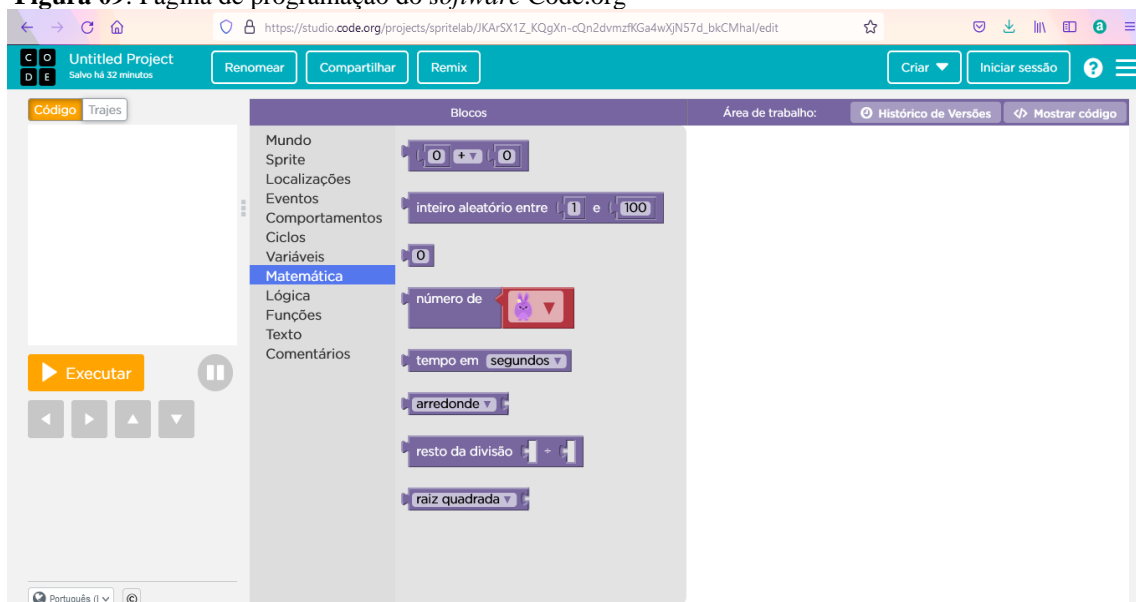 Figura 09. Página de programação do software Code.org
https://studio.code.org/projects/spritelab/JKArSX1Z_KQgXn-cQn2dvmzfKGa4wXjN57d_bkCMhaI/edit
C O
D E
Untitled Project
Salvo há 32 minutos
Renomear
Compartilhar
Remix
Criar
Iniciar sessão
?
Código
Trajes
Blocos
Área de trabalho:
Histórico de Versões
</> Mostrar código
Mundo
Sprite
Localizações
Eventos
Comportamentos
Ciclos
Variáveis
Matemática
Lógica
Funções
Texto
Comentários
0 + 0
inteiro aleatório entre 1 e 100
0
número de
tempo em segundos
arredonde
resto da divisão ÷
raiz quadrada
Executar
Português (
©